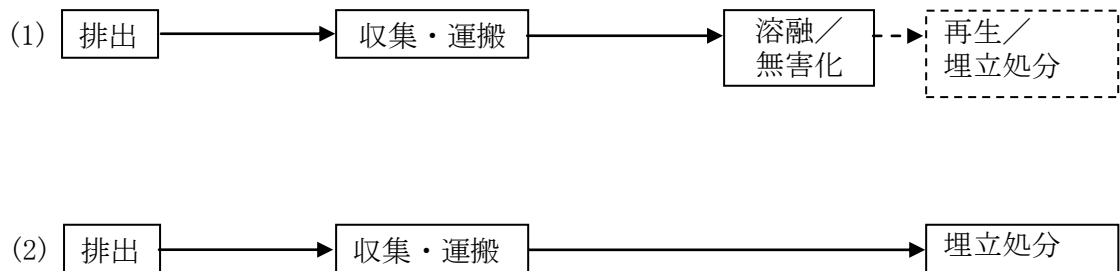 (1) 排出 収集・運搬 溶融／ 再生／
無害化 埋立処分
(2) 排出 収集・運搬 埋立処分